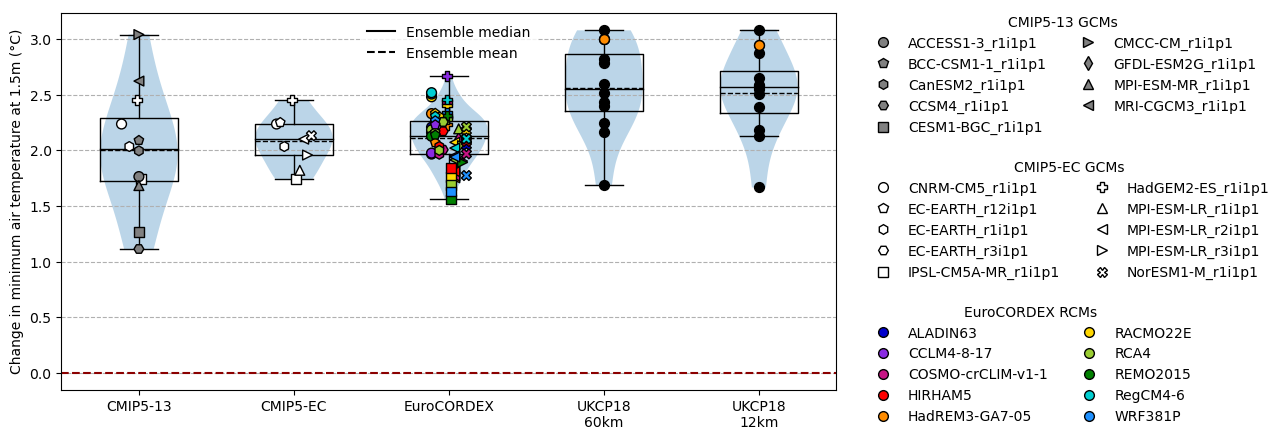 Change in minimum air temperature at 1.5m (°C)
3.0
2.5
2.0
1.5
1.0
0.5
0.0
Ensemble median
Ensemble mean
CMIP5-13
CMIP5-EC
EuroCORDEX
UKCP18
60km
UKCP18
12km
CMIP5-13 GCMs
ACCESS1-3_r1i1p1
BCC-CSM1-1_r1i1p1
CanESM2_r1i1p1
CCSM4_r1i1p1
CESM1-BGC_r1i1p1
CMCC-CM_r1i1p1
GFDL-ESM2G_r1i1p1
MPI-ESM-MR_r1i1p1
MRI-CGCM3_r1i1p1
CMIP5-EC GCMs
CNRM-CM5_r1i1p1
EC-EARTH_r12i1p1
EC-EARTH_r1i1p1
EC-EARTH_r3i1p1
IPSL-CM5A-MR_r1i1p1
HadGEM2-ES_r1i1p1
MPI-ESM-LR_r1i1p1
MPI-ESM-LR_r2i1p1
MPI-ESM-LR_r3i1p1
NorESM1-M_r1i1p1
EuroCORDEX RCMs
ALADIN63
CCLM4-8-17
COSMO-crCLIM-v1-1
HIRHAM5
HadREM3-GA7-05
RACMO22E
RCA4
REMO2015
RegCM4-6
WRF381P